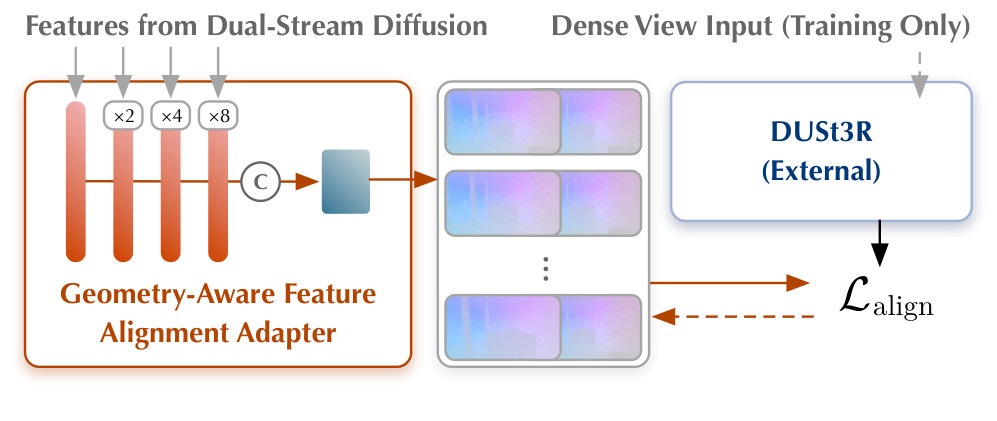 Features from Dual-Stream Diffusion
Dense View Input (Training Only)
×2 ×4 ×8
C
DUSt3R
(External)
Geometry-Aware Feature
Alignment Adapter
ℒalign